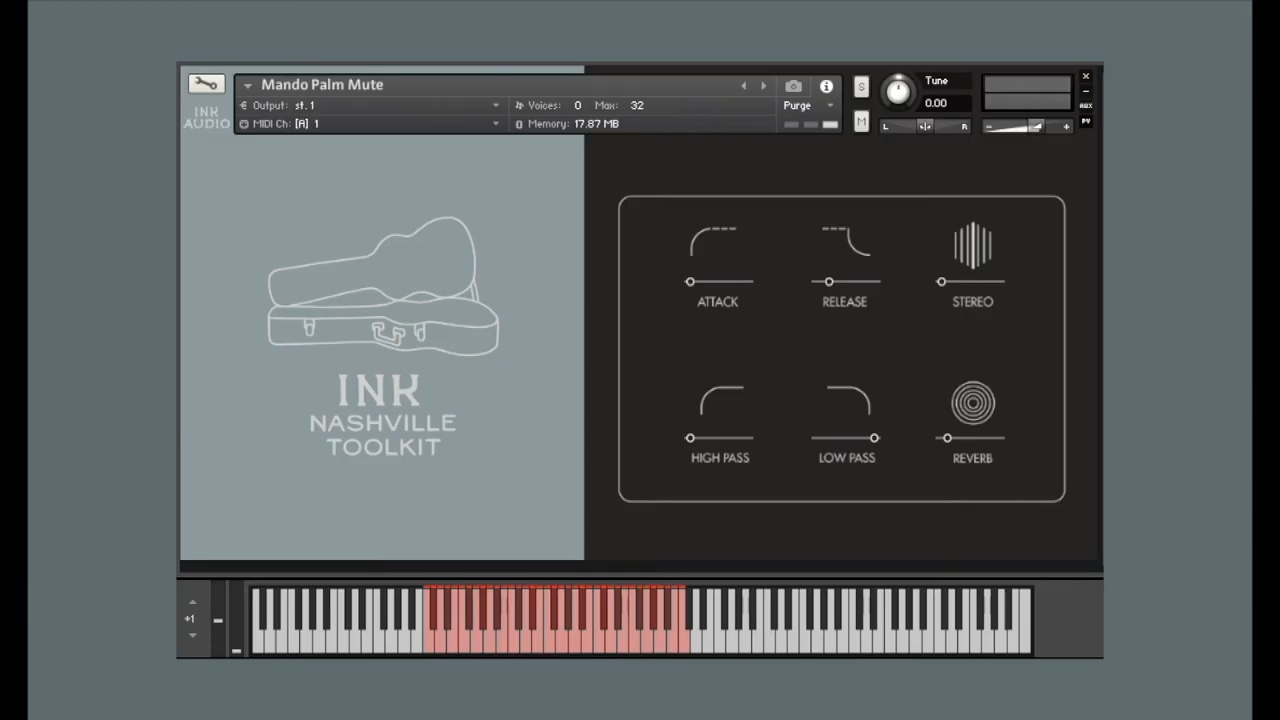 Mando Palm Mute
Output: st.1
Voices: 0 Max: 32
Purge
MIDI Ch: [A] 1
Memory: 17.87 MB
S
M
Tune
0.00
L R
- +
×
-
AUX
PV
INK
AUDIO
INK
NASHVILLE
TOOLKIT
ATTACK
RELEASE
STEREO
HIGH PASS
LOW PASS
REVERB
+1